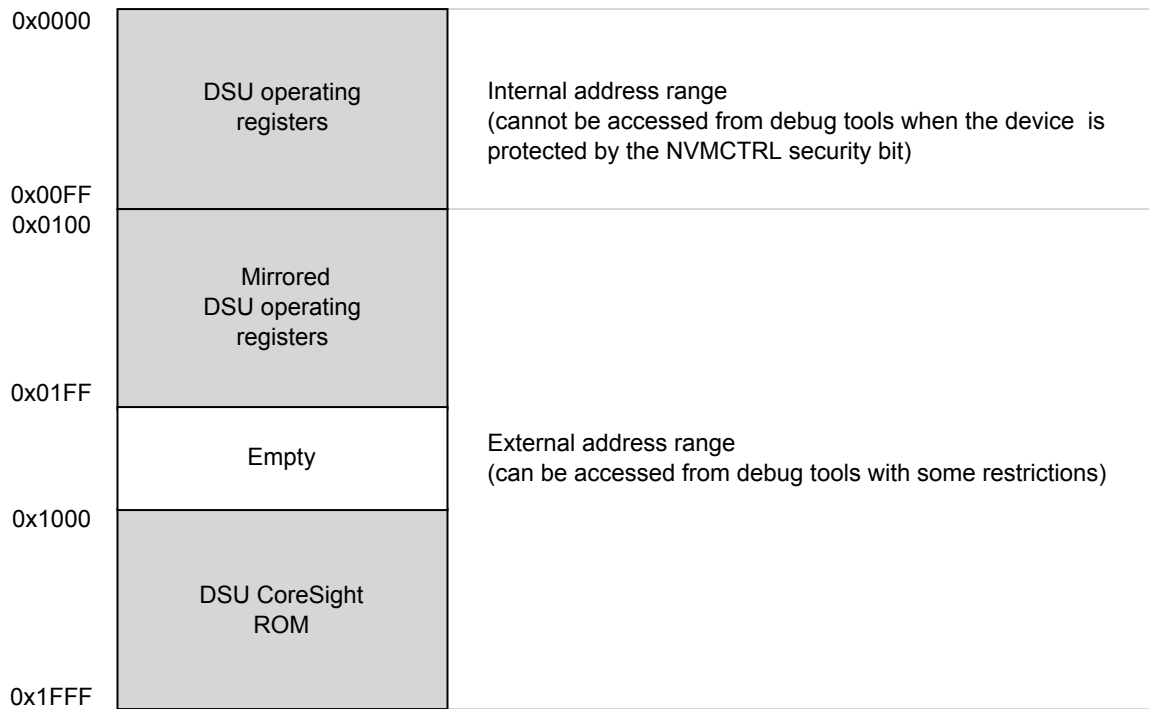 0x0000
DSU operating
registers
Internal address range
(cannot be accessed from debug tools when the device is
protected by the NVMCTRL security bit)
0x00FF
0x0100
Mirrored
DSU operating
registers
0x01FF
Empty
External address range
(can be accessed from debug tools with some restrictions)
0x1000
DSU CoreSight
ROM
0x1FFF